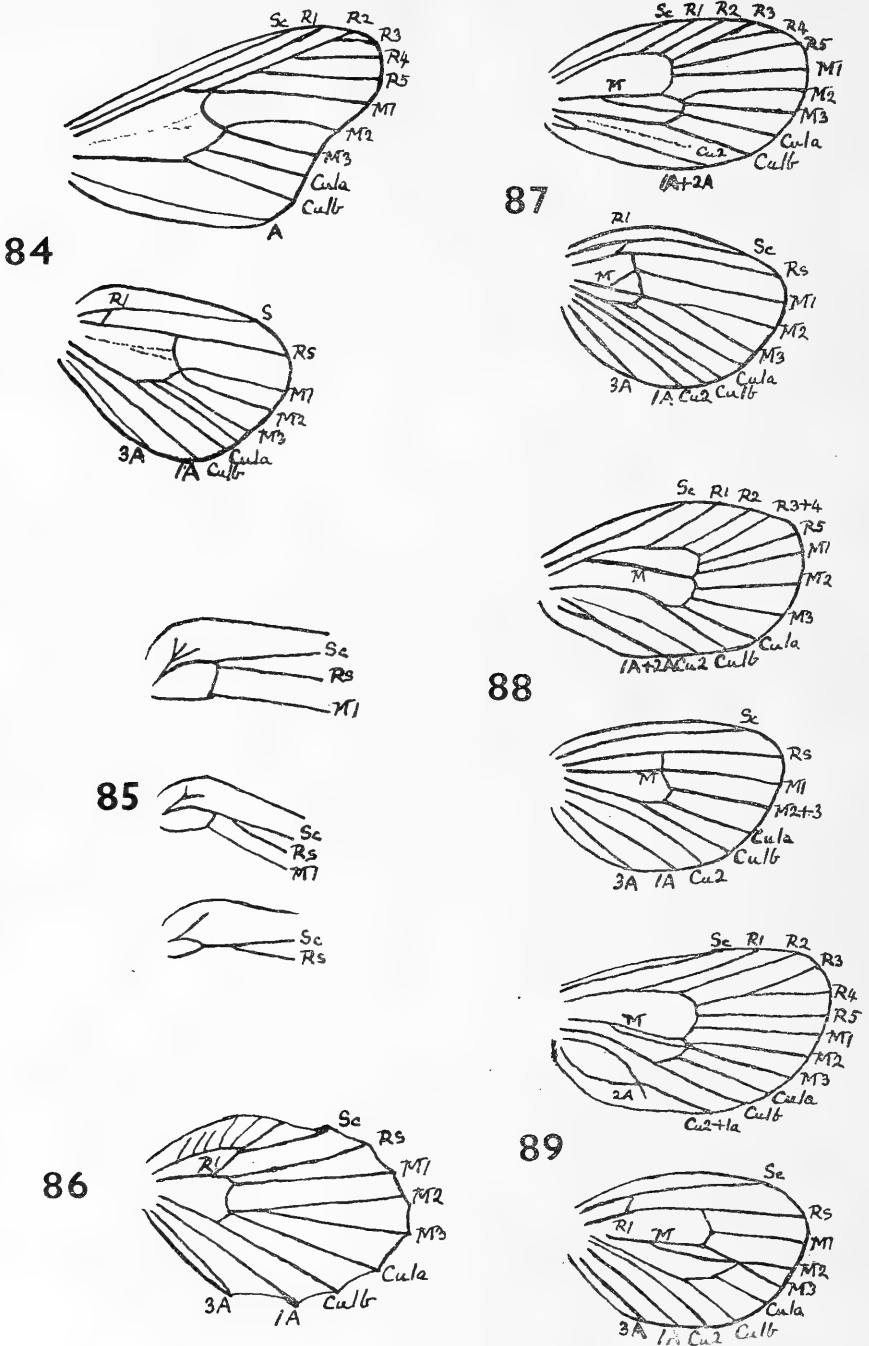 Sc R1 R2
R3
R4
R5
M1
M2
M3
Cu1a
Cu1b
A
84
R1
S
Rs
M1
M2
M3
Cu1a
Cu1b
1A
3A
Sc
Rs
M1
85
Sc
Rs
M1
Sc
Rs
86
Sc
Rs
R1
M1
M2
M3
Cu1a
Cu1b
1A
3A
Sc R1 R2 R3
R4
R5
M1
M
M2
M3
Cu1a
Cu2
Cu1b
1A+2A
87
R1
Sc
Rs
M
M1
M2
M3
Cu1a
3A 1A Cu2 Cu1b
Sc R1 R2
R3+4
R5
M1
M
M2
M3
Cu1a
1A+2A Cu2 Cu1b
88
Sc
Rs
M
M1
M2+3
Cu1a
Cu1b
3A 1A Cu2
Sc R1 R2
R3
R4
R5
M
M1
M2
M3
Cu1a
2A
Cu1b
Cu2+1a
89
Sc
Rs
R1 M
M1
M2
M3
Cu1a
3A 1A Cu2 Cu1b